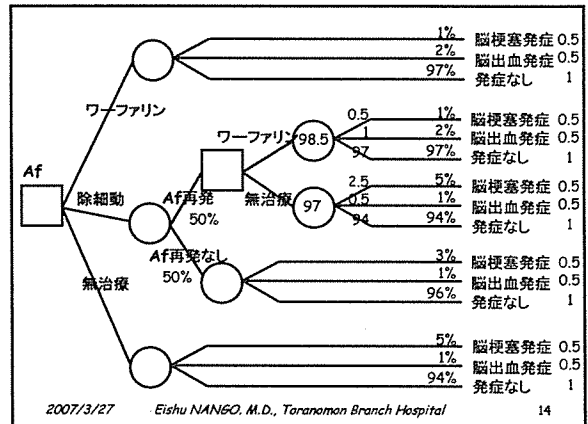 1% 脳梗塞発症 0.5
2% 脳出血発症 0.5
97% 発症なし 1
ワーファリン
Af
除細動
Af再発
50%
Af再発なし
50%
無治療
ワーファリン 98.5
0.5 1% 脳梗塞発症 0.5
1 2% 脳出血発症 0.5
97 97% 発症なし 1
無治療 97
2.5 5% 脳梗塞発症 0.5
0.5 1% 脳出血発症 0.5
94 94% 発症なし 1
3% 脳梗塞発症 0.5
1% 脳出血発症 0.5
96% 発症なし 1
5% 脳梗塞発症 0.5
1% 脳出血発症 0.5
94% 発症なし 1
2007/3/27 Eishu NANGO, M.D., Toranomon Branch Hospital 14